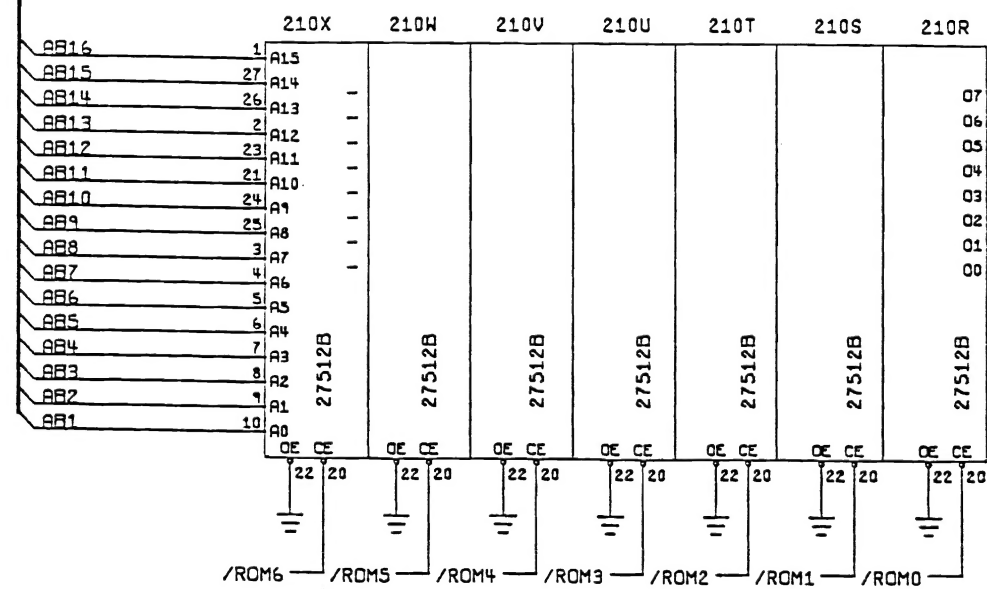 210X 210W 210V 210U 210T 210S 210R
AB16 1 A15
AB15 27 A14
AB14 26 A13 O7
AB13 2 A12 O6
AB12 23 A11 O5
AB11 21 A10 O4
AB10 24 A9 O3
AB9 25 A8 O2
AB8 3 A7 O1
AB7 4 A6 O0
AB6 5 A5
AB5 6 A4
AB4 7 A3
AB3 8 A2
AB2 9 A1
AB1 10 A0
27512B 27512B 27512B 27512B 27512B 27512B 27512B
OE CE OE CE OE CE OE CE OE CE OE CE OE CE
22 20 22 20 22 20 22 20 22 20 22 20 22 20
/ROM6 /ROM5 /ROM4 /ROM3 /ROM2 /ROM1 /ROM0